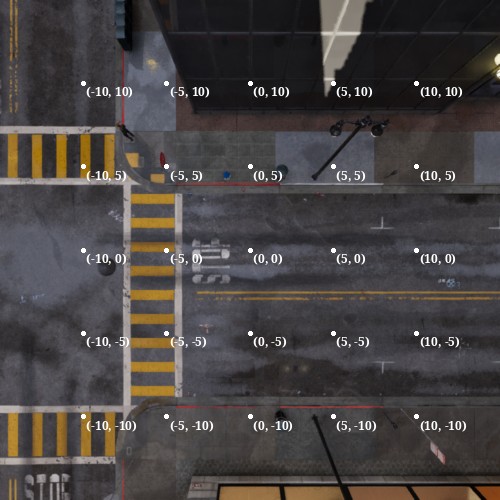 (-10, 10) (-5, 10) (0, 10) (5, 10) (10, 10)
(-10, 5) (-5, 5) (0, 5) (5, 5) (10, 5)
(-10, 0) (-5, 0) (0, 0) (5, 0) (10, 0)
STOP
(-10, -5) (-5, -5) (0, -5) (5, -5) (10, -5)
(-10, -10) (-5, -10) (0, -10) (5, -10) (10, -10)
STOP